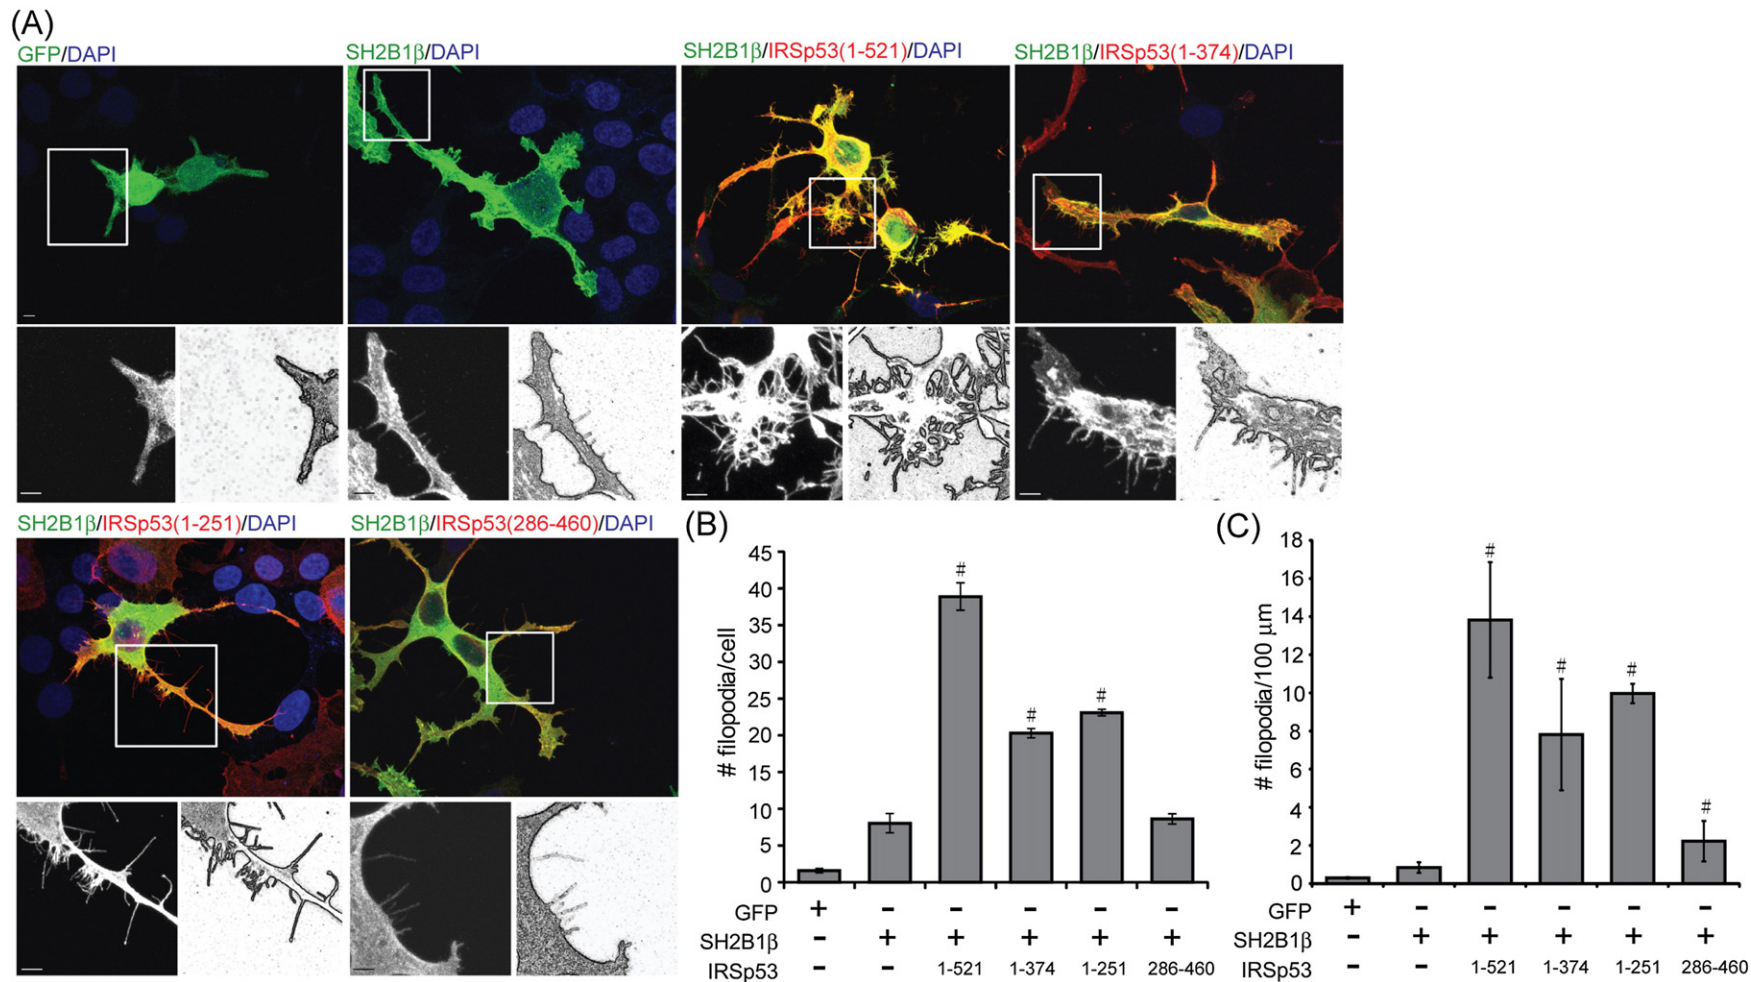 (A)
GFP/DAPI
SH2B1β/DAPI
SH2B1β/IRSp53(1-521)/DAPI
SH2B1β/IRSp53(1-374)/DAPI
SH2B1β/IRSp53(1-251)/DAPI
SH2B1β/IRSp53(286-460)/DAPI
(B)
# filopodia/cell
45
40
35
30
25
20
15
10
5
0
# # #
GFP + - - - - -
SH2B1β - + + + + +
IRSp53 - - 1-521 1-374 1-251 286-460
(C)
# filopodia/100 μm
18
16
14
12
10
8
6
4
2
0
# # # #
GFP + - - - - -
SH2B1β - + + + + +
IRSp53 - - 1-521 1-374 1-251 286-460